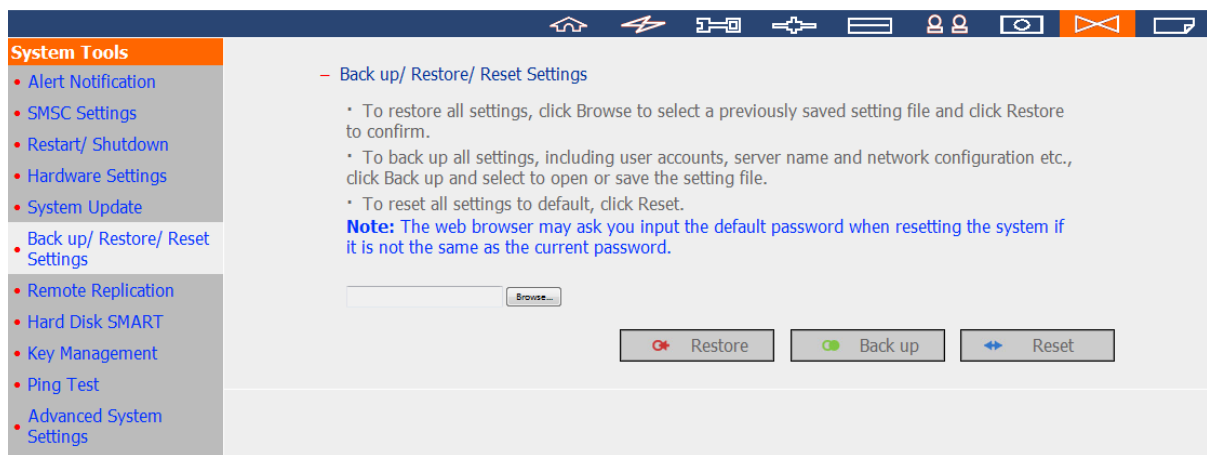 System Tools
• Alert Notification
• SMSC Settings
• Restart/ Shutdown
• Hardware Settings
• System Update
• Back up/ Restore/ Reset
Settings
• Remote Replication
• Hard Disk SMART
• Key Management
• Ping Test
• Advanced System
Settings
– Back up/ Restore/ Reset Settings
· To restore all settings, click Browse to select a previously saved setting file and click Restore
to confirm.
· To back up all settings, including user accounts, server name and network configuration etc.,
click Back up and select to open or save the setting file.
· To reset all settings to default, click Reset.
Note: The web browser may ask you input the default password when resetting the system if
it is not the same as the current password.
Browse...
Restore
Back up
Reset